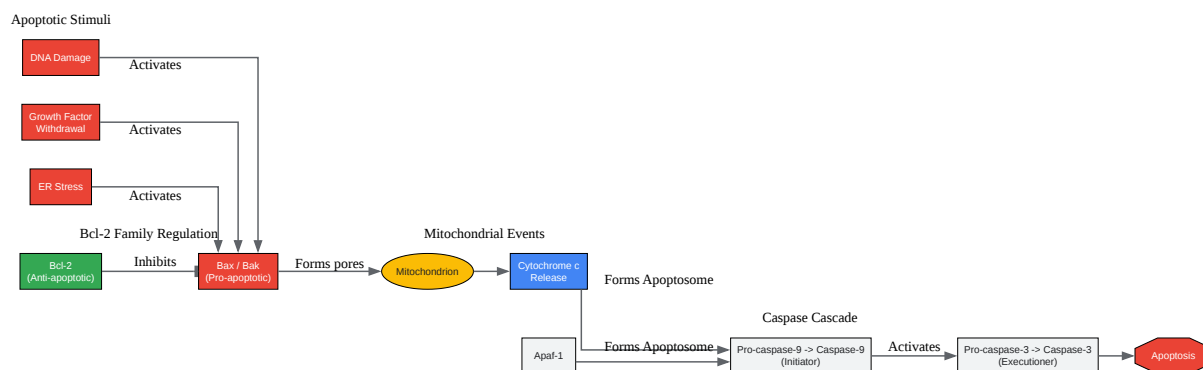 Apoptotic Stimuli
DNA Damage
Activates
Growth Factor
Withdrawal
Activates
ER Stress
Activates
Bcl-2 Family Regulation
Mitochondrial Events
Bcl-2
(Anti-apoptotic)
Inhibits
Bax / Bak
(Pro-apoptotic)
Forms pores
Mitochondrion
Cytochrome c
Release
Forms Apoptosome
Caspase Cascade
Apaf-1
Forms Apoptosome
Pro-caspase-9 -> Caspase-9
(Initiator)
Activates
Pro-caspase-3 -> Caspase-3
(Executioner)
Apoptosis